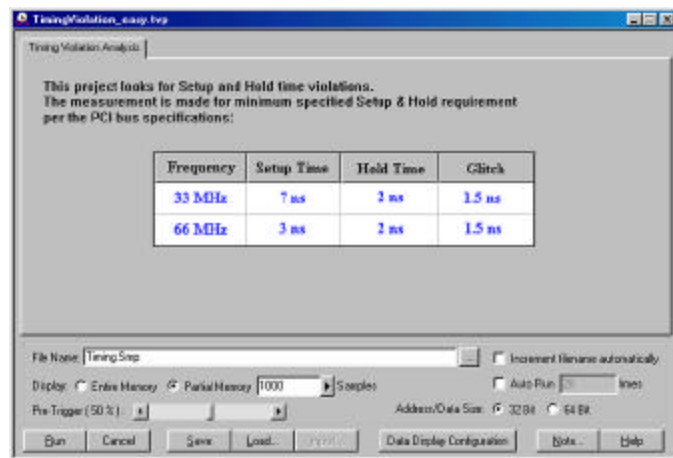 TimingViolation_easy.tvp
Timing Violation Analysis
This project looks for Setup and Hold time violations.
The measurement is made for minimum specified Setup & Hold requirement
per the PCI bus specifications:
Frequency Setup Time Hold Time Glitch
33 MHz 7 ns 2 ns 1.5 ns
66 MHz 3 ns 2 ns 1.5 ns
File Name: Timing.Smp ... Increment filename automatically
Display: Entire Memory Partial Memory 1000 Samples Auto Run times
Pre-Trigger (50 %): Address/Data Size: 32 Bit 64 Bit
Run Cancel Save Load... Data Display Configuration Note... Help